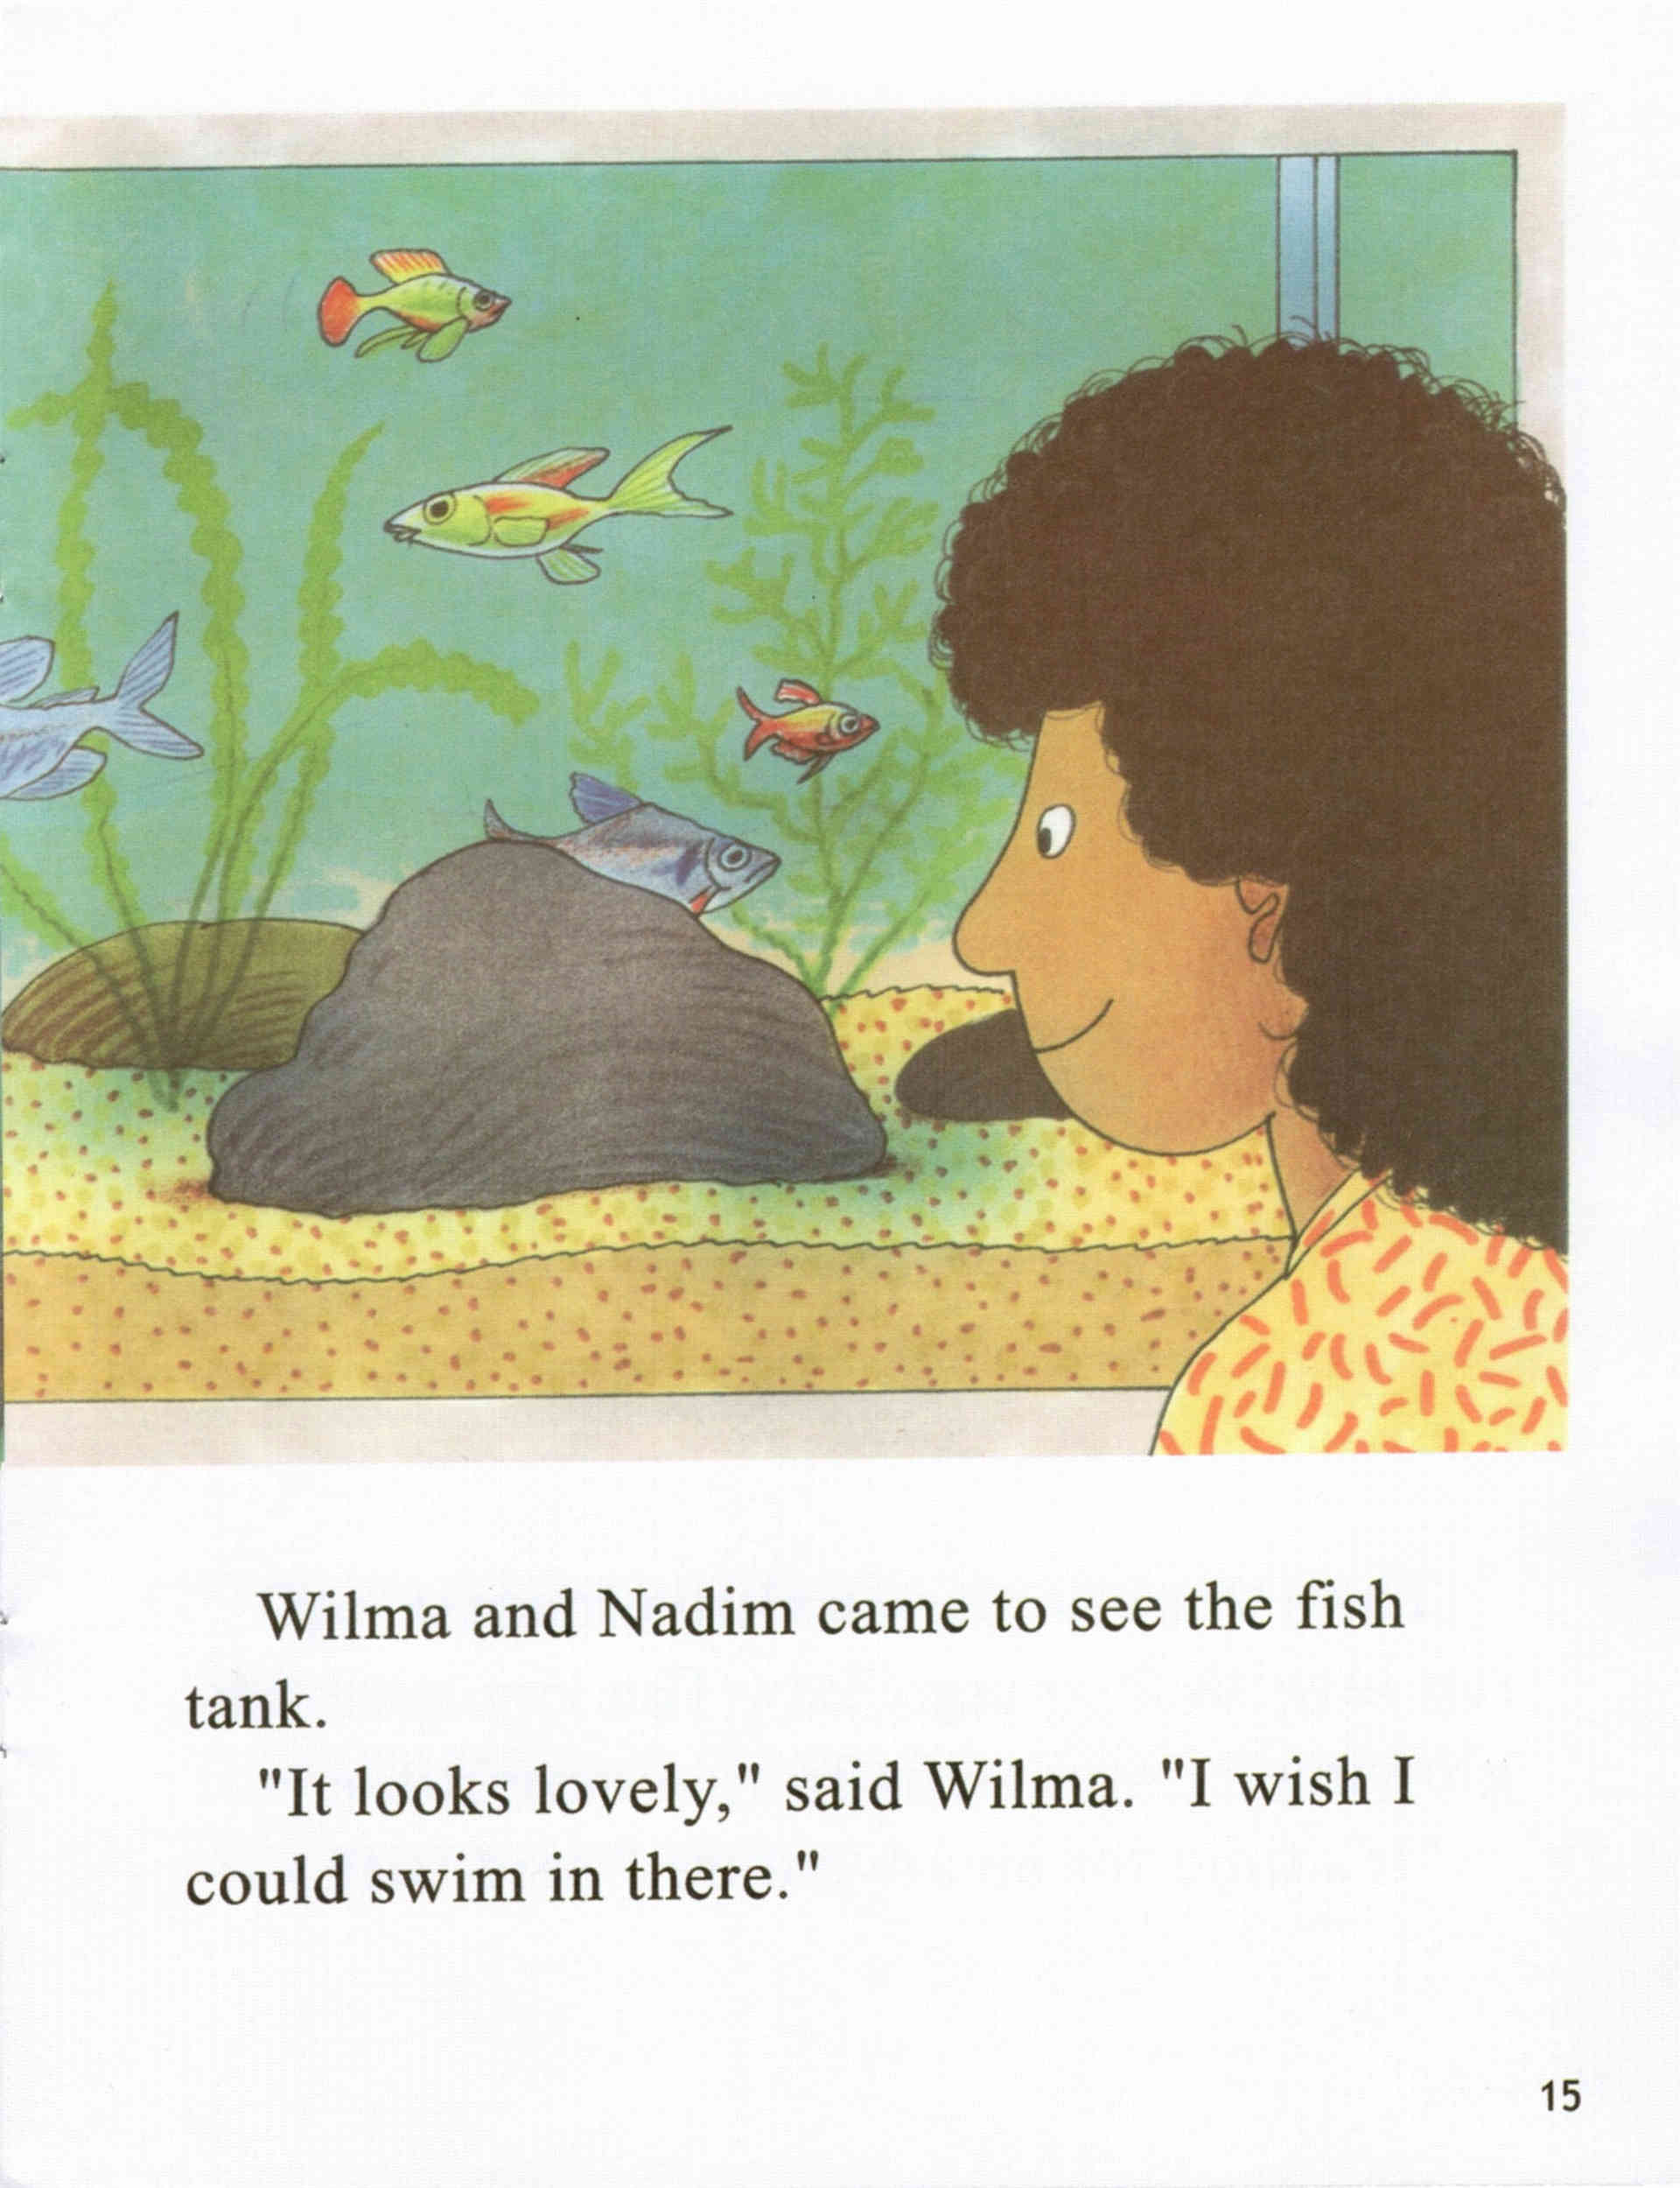 Wilma and Nadim came to see the fish
tank.
"It looks lovely," said Wilma. "I wish I
could swim in there."
15